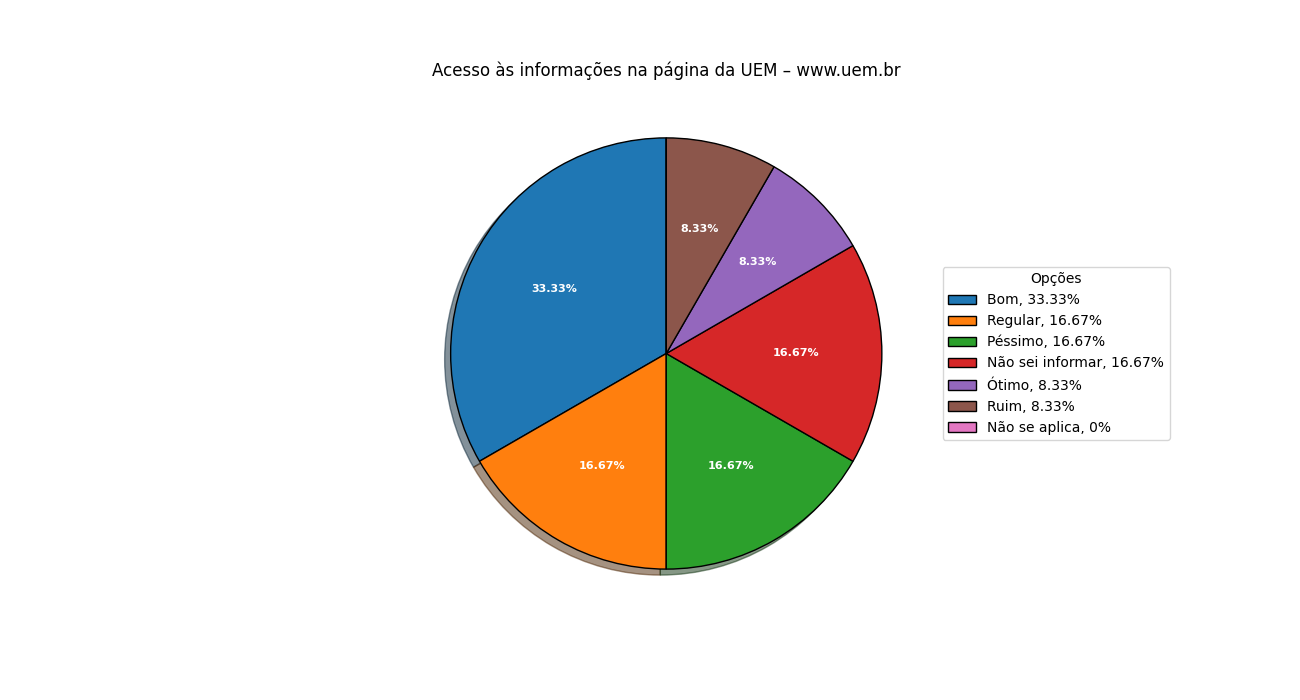 Acesso às informações na página da UEM – www.uem.br
8.33%
8.33%
33.33%
16.67%
16.67%
16.67%
Opções
Bom, 33.33%
Regular, 16.67%
Péssimo, 16.67%
Não sei informar, 16.67%
Ótimo, 8.33%
Ruim, 8.33%
Não se aplica, 0%